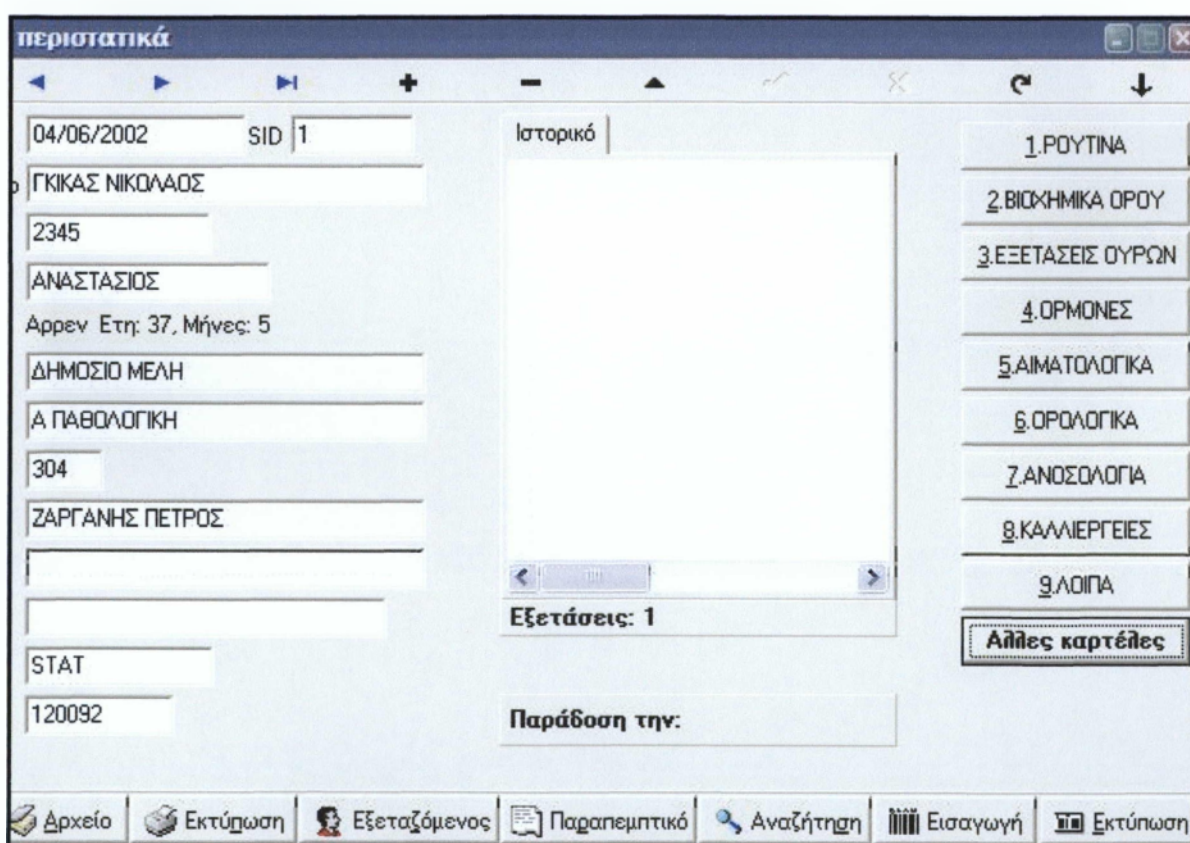 περιστατικά
04/06/2002 SID 1
ΓΚΙΚΑΣ ΝΙΚΟΛΑΟΣ
2345
ΑΝΑΣΤΑΣΙΟΣ
Αρρεν Ετη: 37, Μήνες: 5
ΔΗΜΟΣΙΟ ΜΕΛΗ
Α ΠΑΘΟΛΟΓΙΚΗ
304
ΖΑΡΓΑΝΗΣ ΠΕΤΡΟΣ
STAT
120092
Ιστορικό
Εξετάσεις: 1
Παράδοση την:
1.ΡΟΥΤΙΝΑ
2.ΒΙΟΧΗΜΙΚΑ ΟΡΟΥ
3.ΕΞΕΤΑΣΕΙΣ ΟΥΡΩΝ
4.ΟΡΜΟΝΕΣ
5.ΑΙΜΑΤΟΛΟΓΙΚΑ
6.ΟΡΟΛΟΓΙΚΑ
7.ΑΝΟΣΟΛΟΓΙΑ
8.ΚΑΛΛΙΕΡΓΕΙΕΣ
9.ΛΟΙΠΑ
Αλλες καρτέλες
Αρχείο Εκτύπωση Εξεταζόμενος Παραπεμπτικό Αναζήτηση Εισαγωγή Εκτύπωση